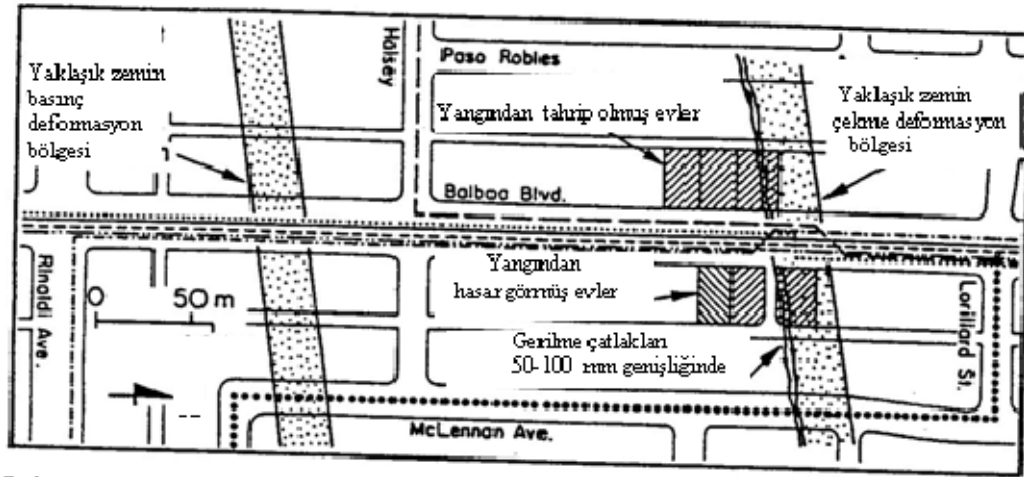 Yaklaşık zemin
basınç
deformasyon
bölgesi
Halsey
Paso Robles
Yangından tahrip olmuş evler
Yaklaşık zemin
çekme deformasyon
bölgesi
Balboa Blvd.
Rinaldi Ave.
0 50 m
Yangından
hasar görmüş evler
Gerilme çatlakları
50-100 mm genişliğinde
Lorillard St.
McLennan Ave.